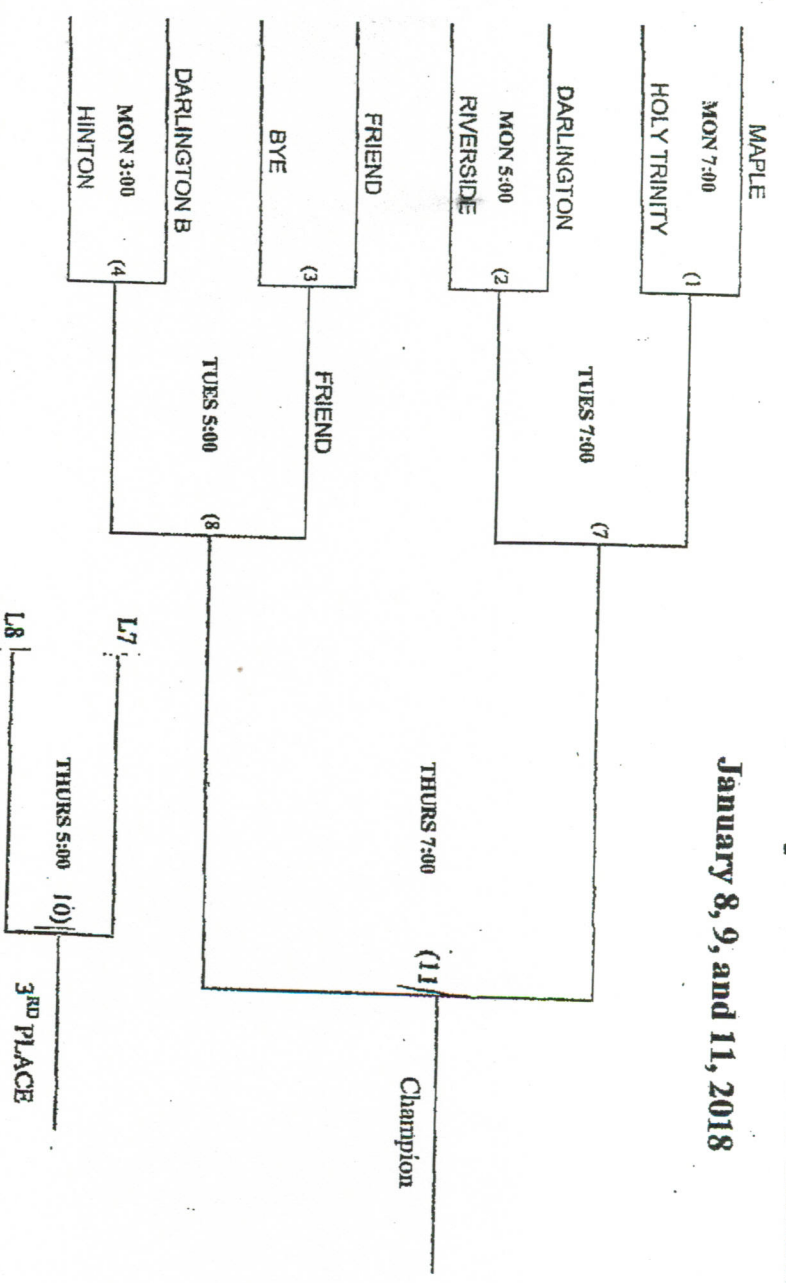 January 8, 9, and 11, 2018
MAPLE
MON 7:00
(1
HOLY TRINITY
TUES 7:00
(7
DARLINGTON
MON 5:00
(2
RIVERSIDE
THURS 7:00
(11
Champion
FRIEND
(3
BYE
FRIEND
TUES 5:00
(8
DARLINGTON B
MON 3:00
(4
HINTON
L7
THURS 5:00
10)
3RD PLACE
L8